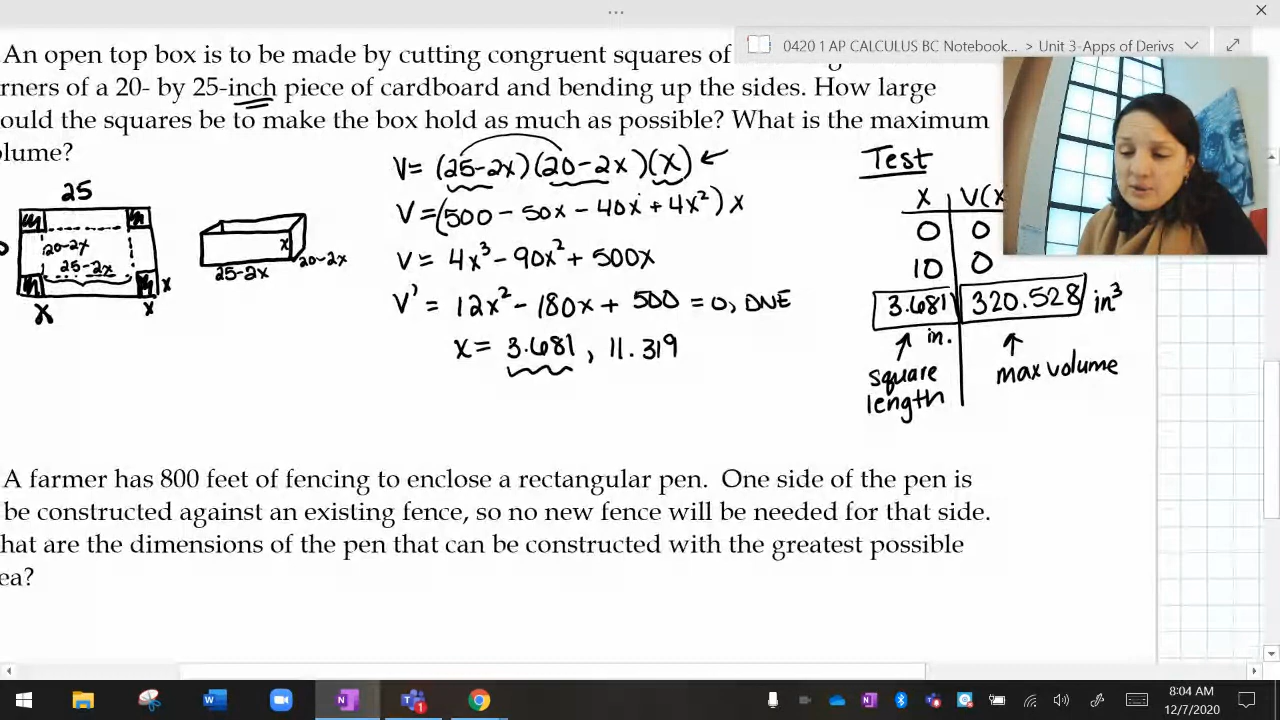 0420 1 AP CALCULUS BC Notebook... > Unit 3-Apps of Derivs
An open top box is to be made by cutting congruent squares of
rners of a 20- by 25-inch piece of cardboard and bending up the sides. How large
ould the squares be to make the box hold as much as possible? What is the maximum
lume?
25
20-2x
25-2x
x
x
x
x
25-2x
20-2x
V= (25-2x)(20-2x)(x)
V=(500 - 50x - 40x + 4x²) x
V= 4x³ - 90x² + 500x
V' = 12x² - 180x + 500 = 0, DNE
x= 3.681, 11.319
Test
x V(x
0 0
10 0
3.681 320.528 in³
in.
square length
max volume
A farmer has 800 feet of fencing to enclose a rectangular pen. One side of the pen is
be constructed against an existing fence, so no new fence will be needed for that side.
hat are the dimensions of the pen that can be constructed with the greatest possible
ea?
8:04 AM
12/7/2020